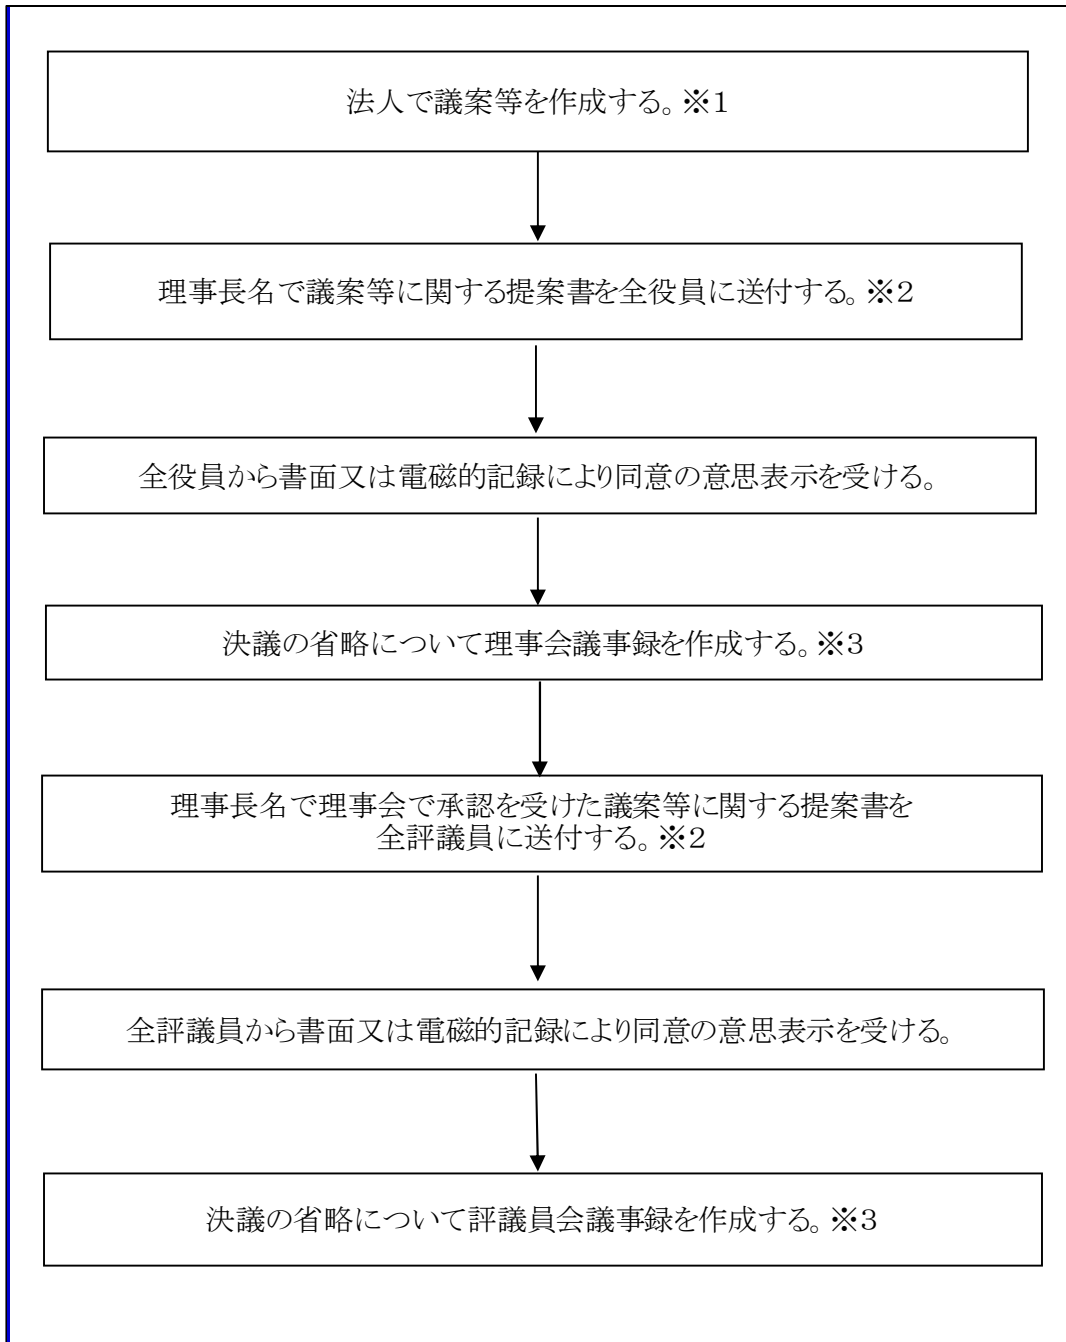 法人で議案等を作成する。※1
理事長名で議案等に関する提案書を全役員に送付する。※2
全役員から書面又は電磁的記録により同意の意思表示を受ける。
決議の省略について理事会議事録を作成する。※3
理事長名で理事会で承認を受けた議案等に関する提案書を
全評議員に送付する。※2
全評議員から書面又は電磁的記録により同意の意思表示を受ける。
決議の省略について評議員会議事録を作成する。※3